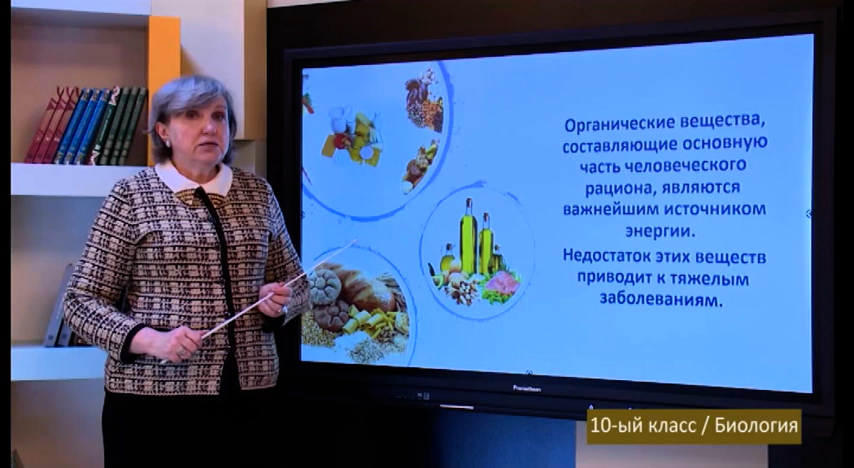 Органические вещества,
составляющие основную
часть человеческого
рациона, являются
важнейшим источником
энергии.
Недостаток этих веществ
приводит к тяжелым
заболеваниям.
Promethean
10-ый класс / Биология